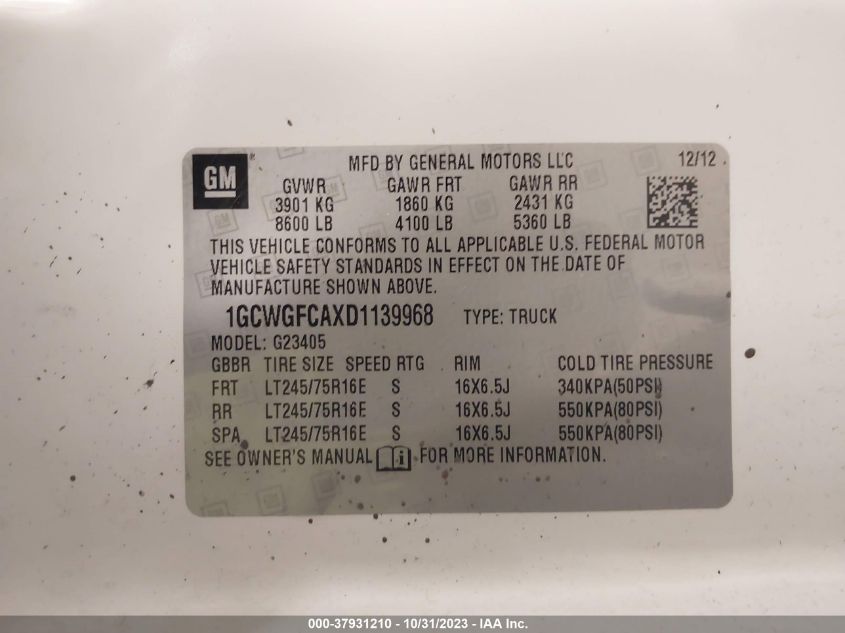 GM MFD BY GENERAL MOTORS LLC 12/12
GVWR GAWR FRT GAWR RR
3901 KG 1860 KG 2431 KG
8600 LB 4100 LB 5360 LB
THIS VEHICLE CONFORMS TO ALL APPLICABLE U.S. FEDERAL MOTOR
VEHICLE SAFETY STANDARDS IN EFFECT ON THE DATE OF
MANUFACTURE SHOWN ABOVE.
1GCWGFCAXD1139968 TYPE: TRUCK
MODEL: G23405
GBBR TIRE SIZE SPEED RTG RIM COLD TIRE PRESSURE
FRT LT245/75R16E S 16X6.5J 340KPA(50PSI)
RR LT245/75R16E S 16X6.5J 550KPA(80PSI)
SPA LT245/75R16E S 16X6.5J 550KPA(80PSI)
SEE OWNER'S MANUAL i FOR MORE INFORMATION.
000-37931210 - 10/31/2023 - IAA Inc.